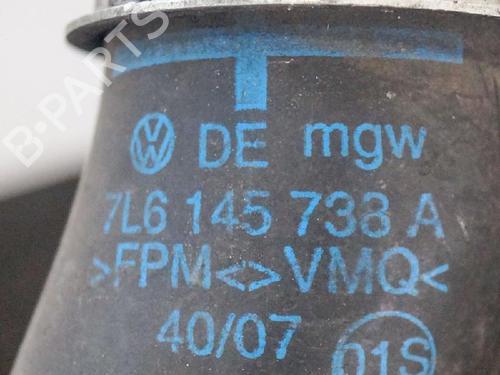 B-PARTS
DE mgw
7L6 145 738 A
>FPM<>VMQ<
40/07
01S